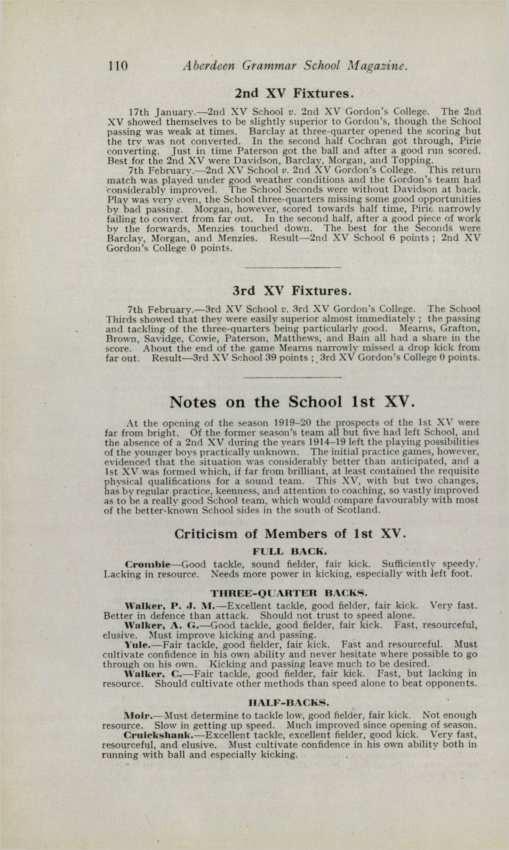 110 Aberdeen Grammar School Magazine.
2nd XV Fixtures.
17th January.—2nd XV School v. 2nd XV Gordon's College. The 2nd
XV showed themselves to be slightly superior to Gordon's, though the School
passing was weak at times. Barclay at three-quarter opened the scoring but
the try was not converted. In the second half Cochran got through, Pirie
converting. Just in time Paterson got the ball and after a good run scored.
Best for the 2nd XV were Davidson, Barclay, Morgan, and Topping.
7th February.—2nd XV School v. 2nd XV Gordon's College. This return
match was played under good weather conditions and the Gordon's team had
considerably improved. The School Seconds were without Davidson at back.
Play was very even, the School three-quarters missing some good opportunities
by bad passing. Morgan, however, scored towards half time, Pirie narrowly
failing to convert from far out. In the second half, after a good piece of work
by the forwards, Menzies touched down. The best for the Seconds were
Barclay, Morgan, and Menzies. Result—2nd XV School 6 points ; 2nd XV
Gordon's College 0 points.
3rd XV Fixtures.
7th February.—3rd XV School v. 3rd XV Gordon's College. The School
Thirds showed that they were easily superior almost immediately ; the passing
and tackling of the three-quarters being particularly good. Mearns, Grafton,
Brown, Savidge, Cowie, Paterson, Matthews, and Bain all had a share in the
score. About the end of the game Mearns narrowly missed a drop kick from
far out. Result—3rd XV School 39 points ; 3rd XV Gordon's College 0 points.
Notes on the School 1st XV.
At the opening of the season 1919-20 the prospects of the 1st XV were
far from bright. Of the former season's team all but five had left School, and
the absence of a 2nd XV during the years 1914-19 left the playing possibilities
of the younger boys practically unknown. The initial practice games, however,
evidenced that the situation was considerably better than anticipated, and a
1st XV was formed which, if far from brilliant, at least contained the requisite
physical qualifications for a sound team. This XV, with but two changes,
has by regular practice, keenness, and attention to coaching, so vastly improved
as to be a really good School team, which would compare favourably with most
of the better-known School sides in the south of Scotland.
Criticism of Members of 1st XV.
FULL BACK.
Crombie—Good tackle, sound fielder, fair kick. Sufficiently speedy.
Lacking in resource. Needs more power in kicking, especially with left foot.
THREE-QUARTER BACKS.
Walker, P. J. M.—Excellent tackle, good fielder, fair kick. Very fast.
Better in defence than attack. Should not trust to speed alone.
Walker, A. G.—Good tackle, good fielder, fair kick. Fast, resourceful,
elusive. Must improve kicking and passing.
Yule.—Fair tackle, good fielder, fair kick. Fast and resourceful. Must
cultivate confidence in his own ability and never hesitate where possible to go
through on his own. Kicking and passing leave much to be desired.
Walker, C.—Fair tackle, good fielder, fair kick. Fast, but lacking in
resource. Should cultivate other methods than speed alone to beat opponents.
HALF-BACKS.
Moir.—Must determine to tackle low, good fielder, fair kick. Not enough
resource. Slow in getting up speed. Much improved since opening of season.
Cruickshank.—Excellent tackle, excellent fielder, good kick. Very fast,
resourceful, and elusive. Must cultivate confidence in his own ability both in
running with ball and especially kicking.